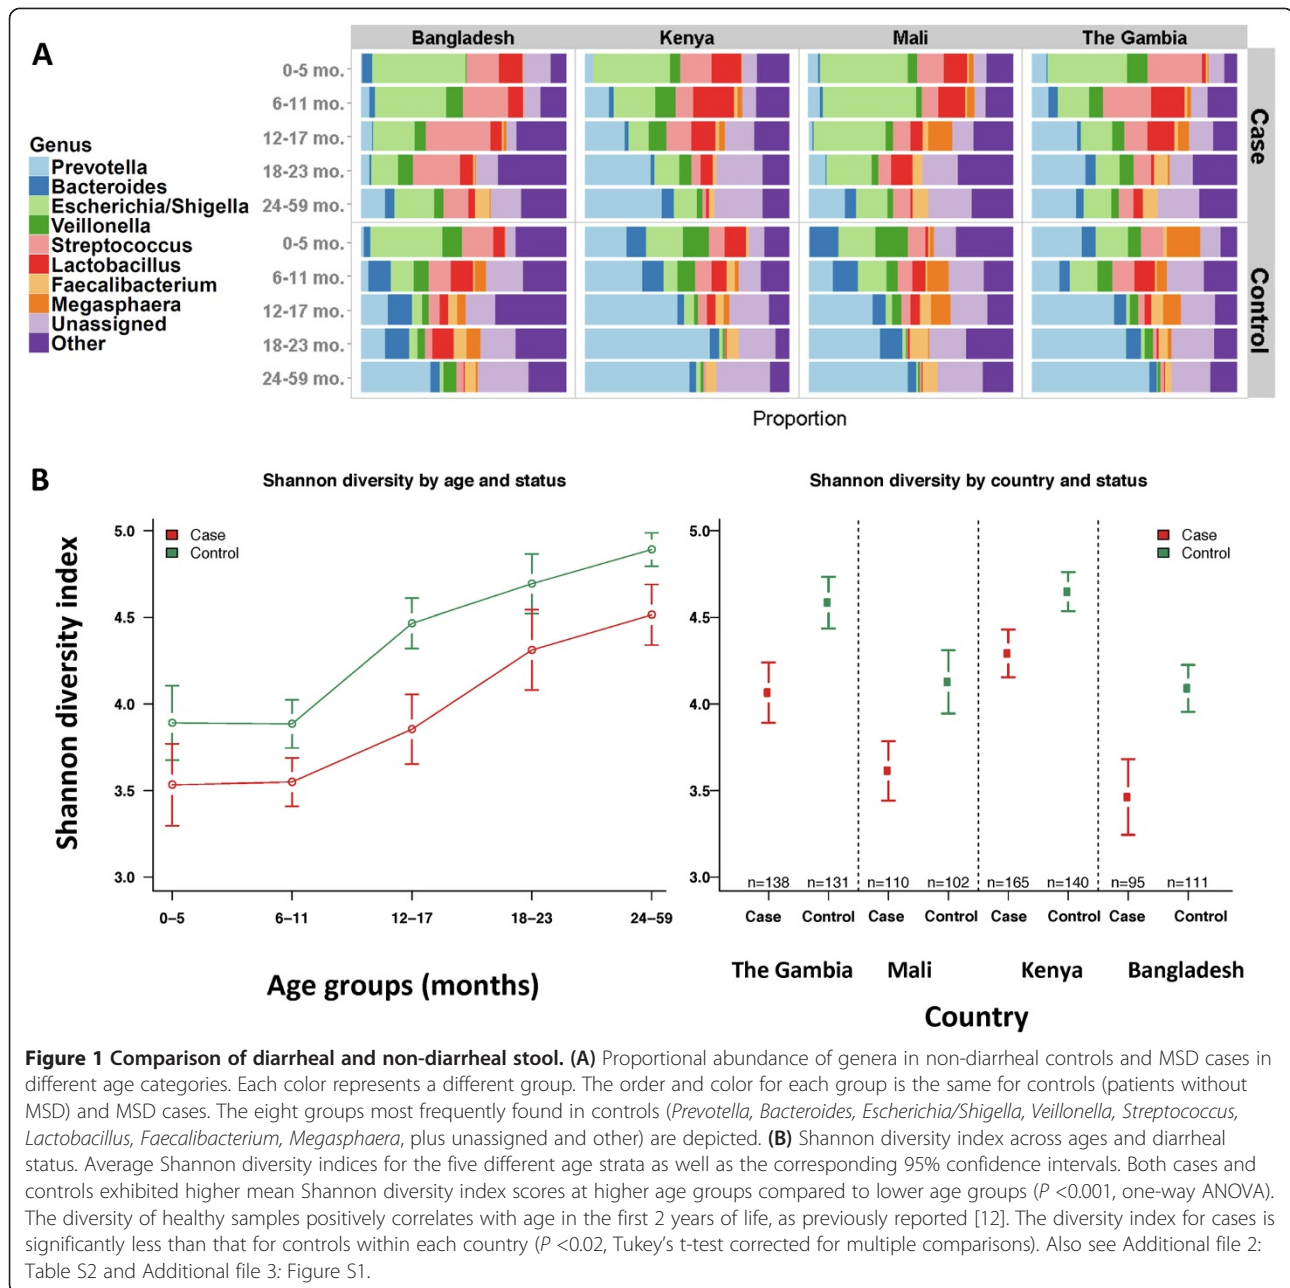 A
Bangladesh Kenya Mali The Gambia
0-5 mo.
6-11 mo.
12-17 mo.
18-23 mo.
24-59 mo.
Case
0-5 mo.
6-11 mo.
12-17 mo.
18-23 mo.
24-59 mo.
Control
Genus
Prevotella
Bacteroides
Escherichia/Shigella
Veillonella
Streptococcus
Lactobacillus
Faecalibacterium
Megasphaera
Unassigned
Other
Proportion
B
Shannon diversity by age and status
Case
Control
Shannon diversity index
5.0
4.5
4.0
3.5
3.0
0–5 6–11 12–17 18–23 24–59
Age groups (months)
Shannon diversity by country and status
Case
Control
5.0
4.5
4.0
3.5
3.0
n=138 n=131 n=110 n=102 n=165 n=140 n=95 n=111
Case Control Case Control Case Control Case Control
The Gambia Mali Kenya Bangladesh
Country
Figure 1 Comparison of diarrheal and non-diarrheal stool. (A) Proportional abundance of genera in non-diarrheal controls and MSD cases in
different age categories. Each color represents a different group. The order and color for each group is the same for controls (patients without
MSD) and MSD cases. The eight groups most frequently found in controls (Prevotella, Bacteroides, Escherichia/Shigella, Veillonella, Streptococcus,
Lactobacillus, Faecalibacterium, Megasphaera, plus unassigned and other) are depicted. (B) Shannon diversity index across ages and diarrheal
status. Average Shannon diversity indices for the five different age strata as well as the corresponding 95% confidence intervals. Both cases and
controls exhibited higher mean Shannon diversity index scores at higher age groups compared to lower age groups (P <0.001, one-way ANOVA).
The diversity of healthy samples positively correlates with age in the first 2 years of life, as previously reported [12]. The diversity index for cases is
significantly less than that for controls within each country (P <0.02, Tukey's t-test corrected for multiple comparisons). Also see Additional file 2:
Table S2 and Additional file 3: Figure S1.